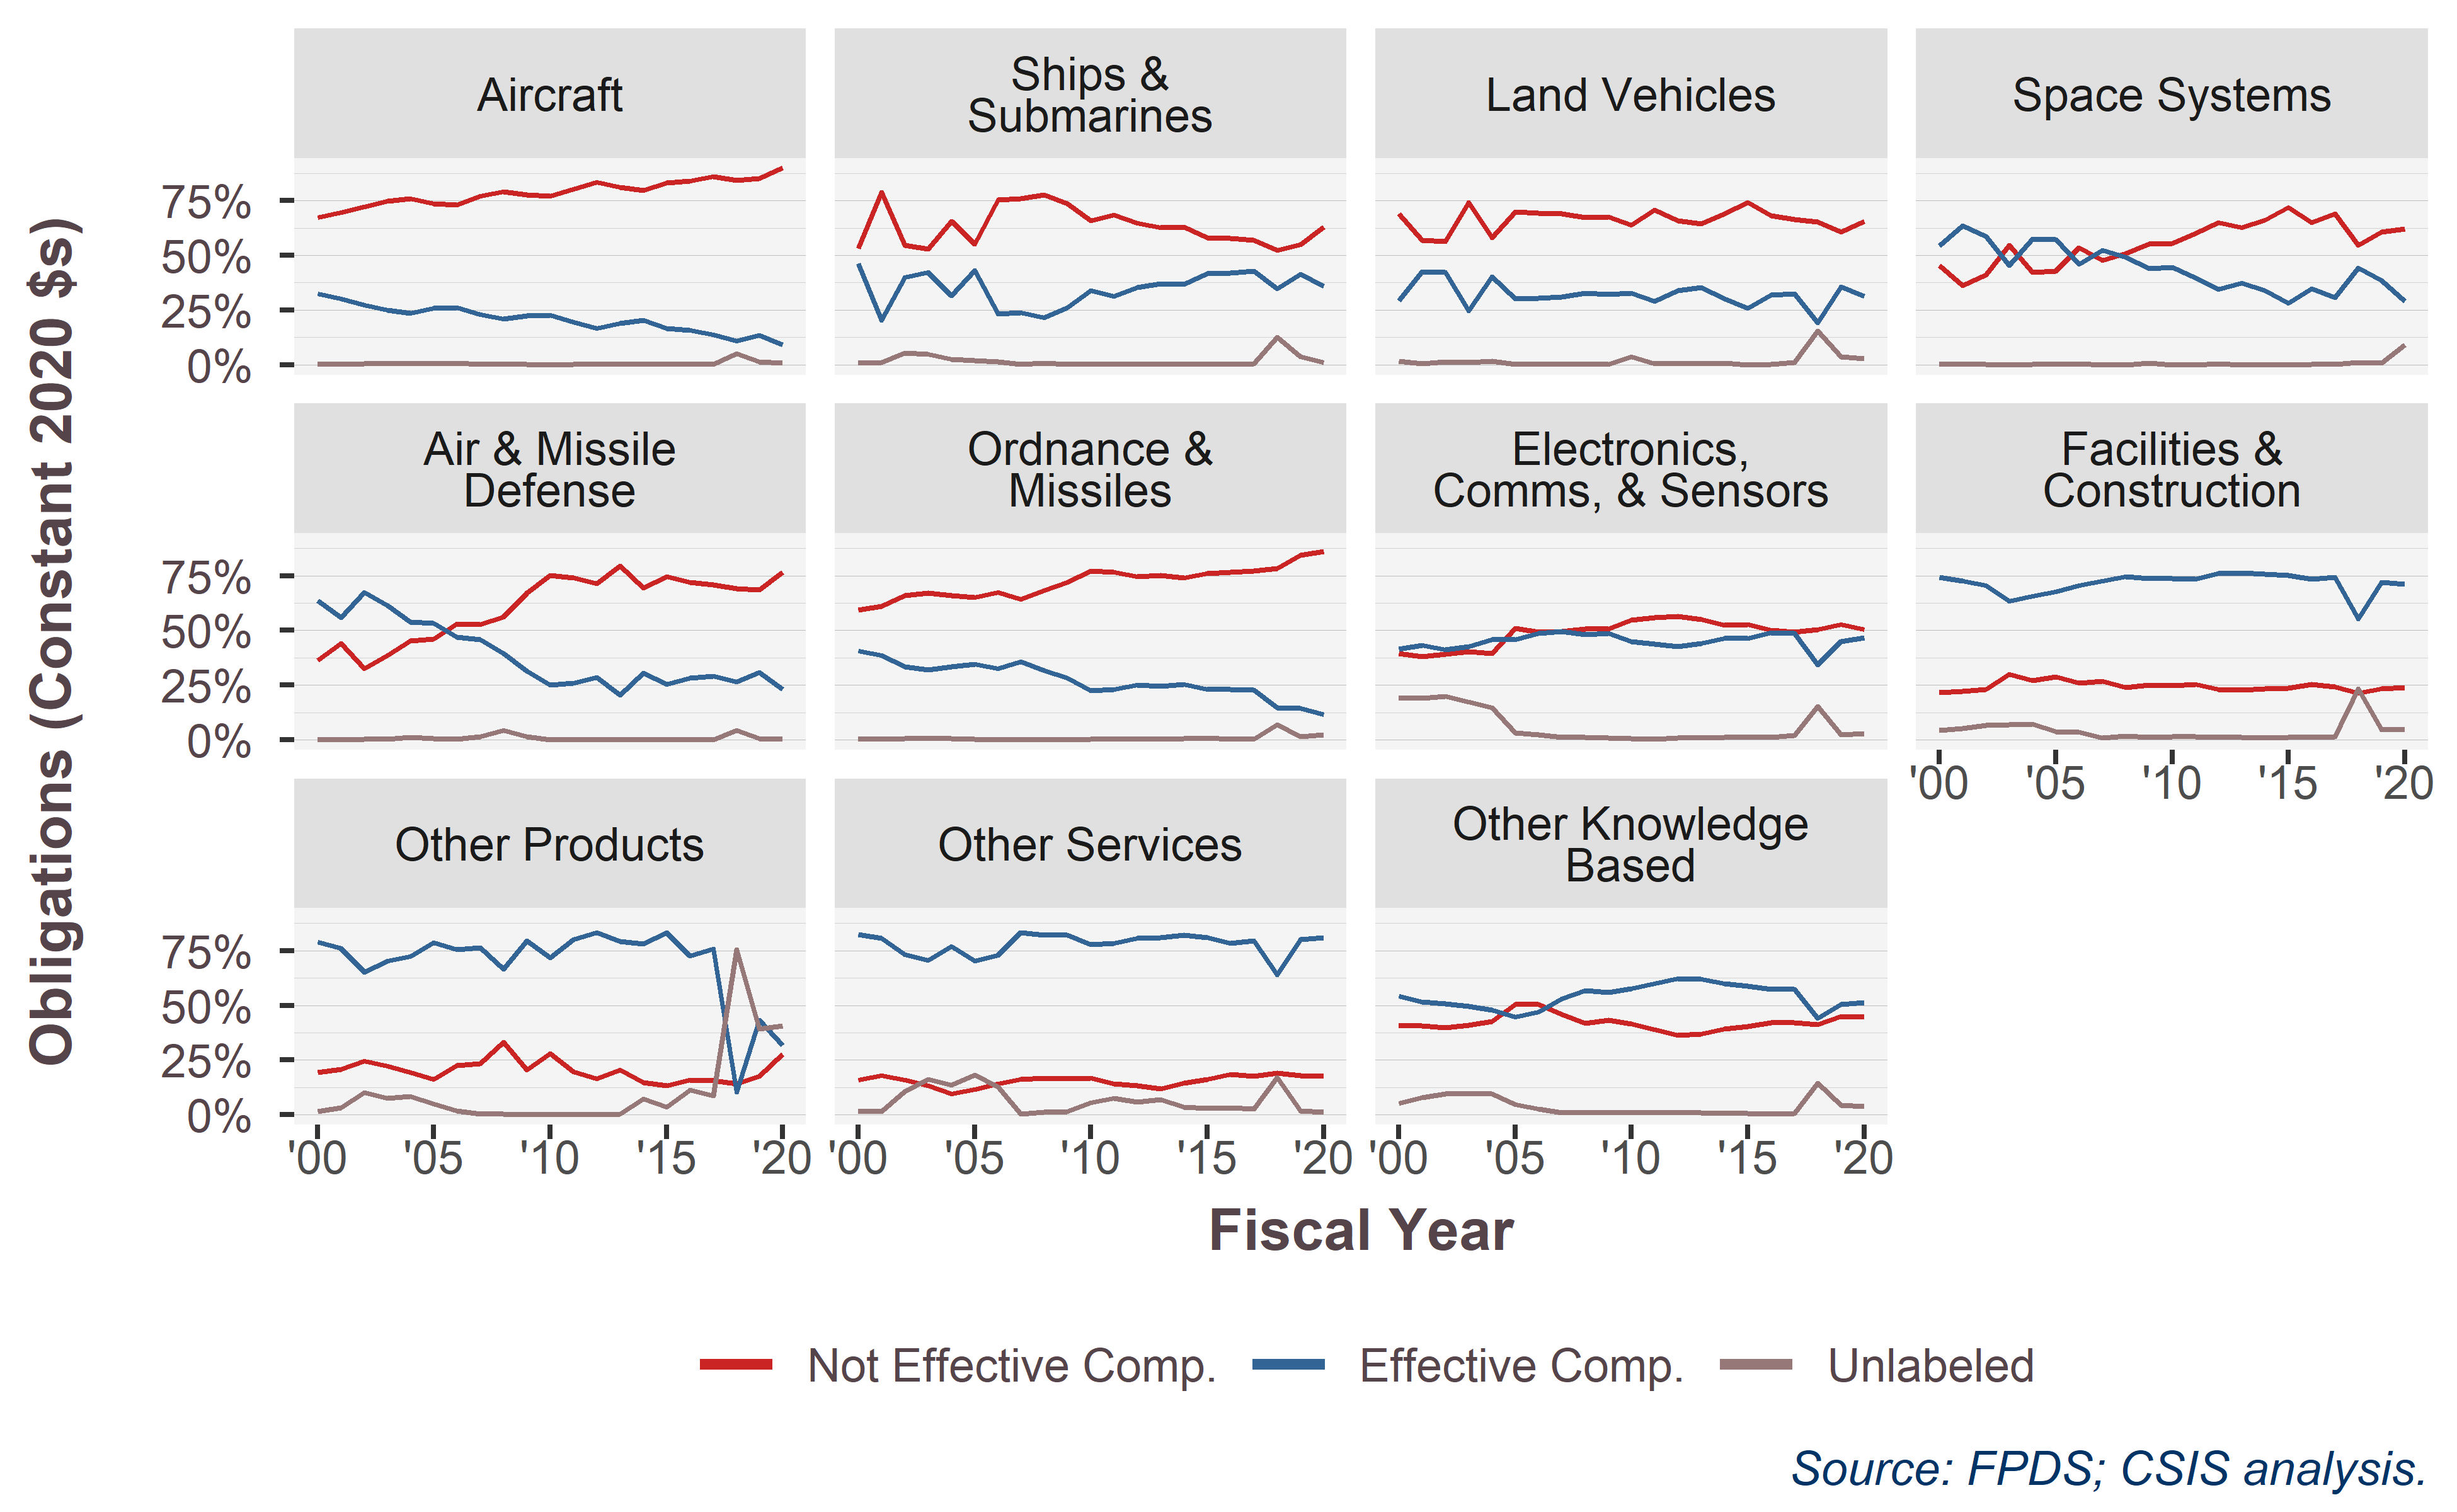 Obligations (Constant 2020 $s)
Aircraft
Ships &
Submarines
Land Vehicles
Space Systems
75%
50%
25%
0%
Air & Missile
Defense
Ordnance &
Missiles
Electronics,
Comms, & Sensors
Facilities &
Construction
75%
50%
25%
0%
'00 '05 '10 '15 '20
Other Products
Other Services
Other Knowledge
Based
75%
50%
25%
0%
'00 '05 '10 '15 '20
'00 '05 '10 '15 '20
'00 '05 '10 '15 '20
Fiscal Year
Not Effective Comp. Effective Comp. Unlabeled
Source: FPDS; CSIS analysis.